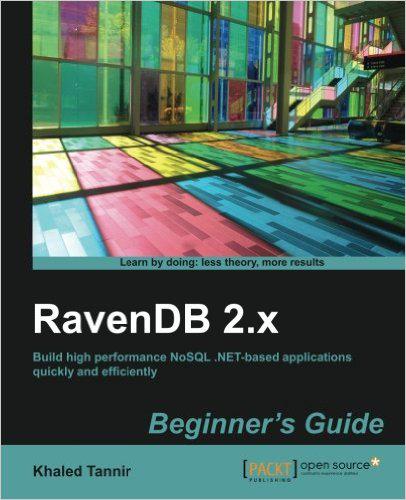 Learn by doing: less theory, more results
RavenDB 2.x
Build high performance NoSQL .NET-based applications
quickly and efficiently
Beginner's Guide
Khaled Tannir
[PACKT] open source*
PUBLISHING